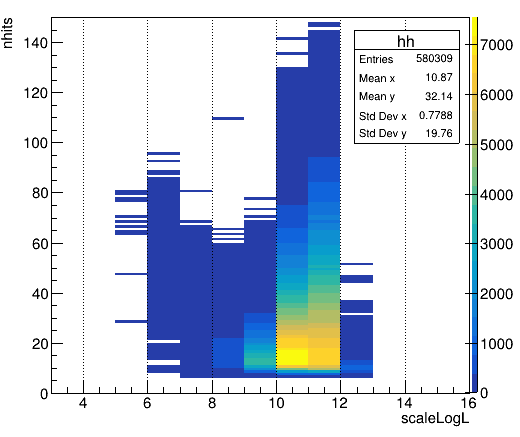 nhits
hh
Entries 580309
Mean x 10.87
Mean y 32.14
Std Dev x 0.7788
Std Dev y 19.76
140
120
100
80
60
40
20
0
7000
6000
5000
4000
3000
2000
1000
0
4 6 8 10 12 14 16
scaleLogL